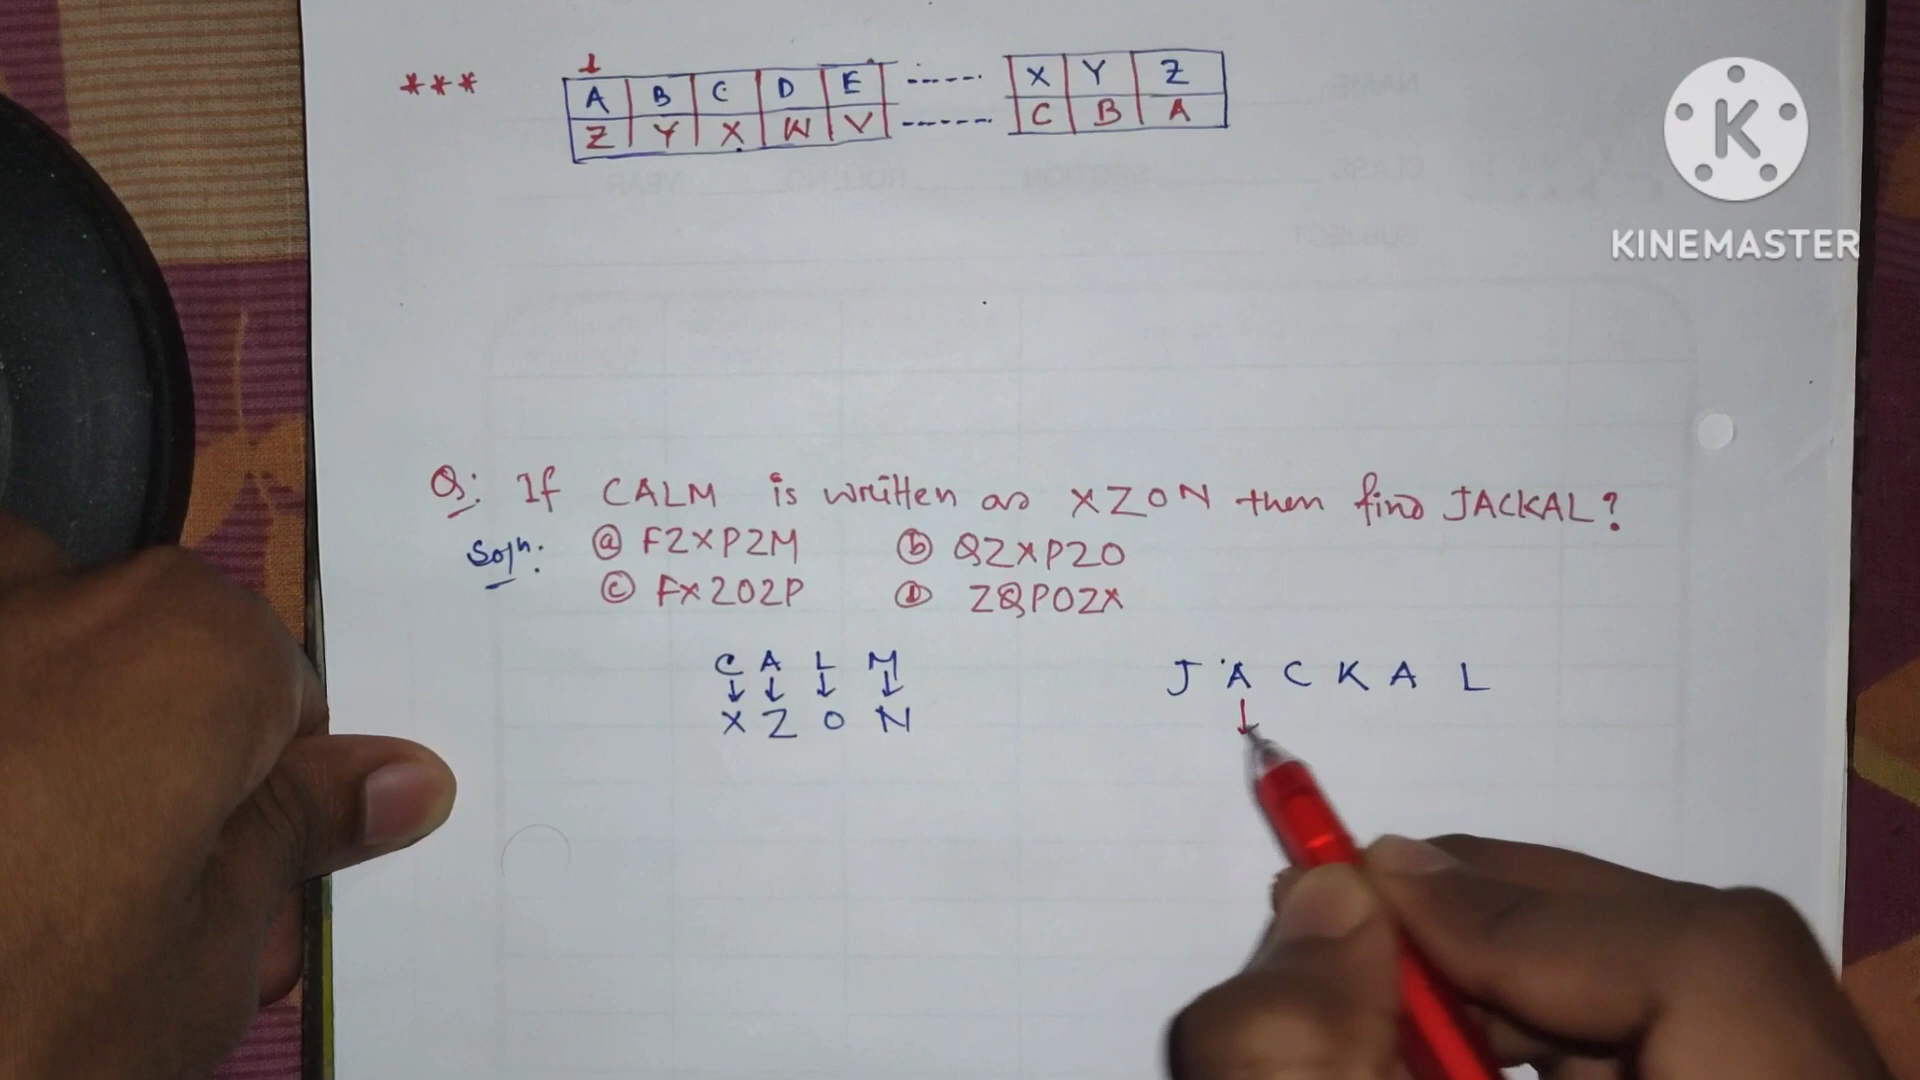 ***
A B C D E ...... X Y Z
Z Y X W V ...... C B A
K
KINEMASTER
Q: If CALM is written as XZON then find JACKAL?
Solⁿ: ⓐ FZXPZM ⓑ QZXPZO
ⓒ FXZOZP ⓓ ZQPOZX
C A L M
↓ ↓ ↓ ↓
X Z O N
J A C K A L
↓